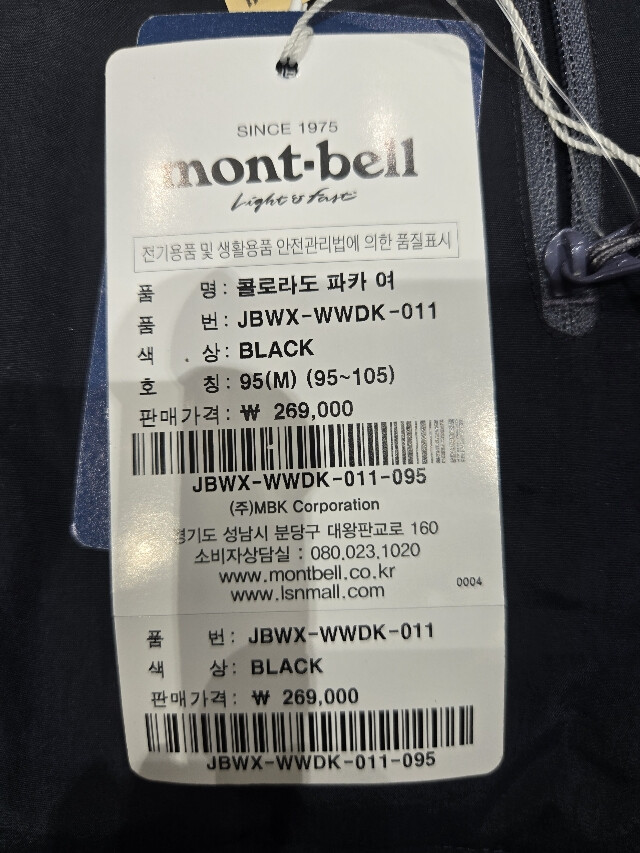 SINCE 1975
mont-bell
Light & Fast
전기용품 및 생활용품 안전관리법에 의한 품질표시
품 명 : 콜로라도 파카 여
품 번 : JBWX-WWDK-011
색 상 : BLACK
호 칭 : 95(M) (95~105)
판매가격 : ₩ 269,000
JBWX-WWDK-011-095
(주)MBK Corporation
경기도 성남시 분당구 대왕판교로 160
소비자상담실 : 080.023.1020
www.montbell.co.kr
www.lsnmall.com
0004
품 번 : JBWX-WWDK-011
색 상 : BLACK
판매가격 : ₩ 269,000
JBWX-WWDK-011-095